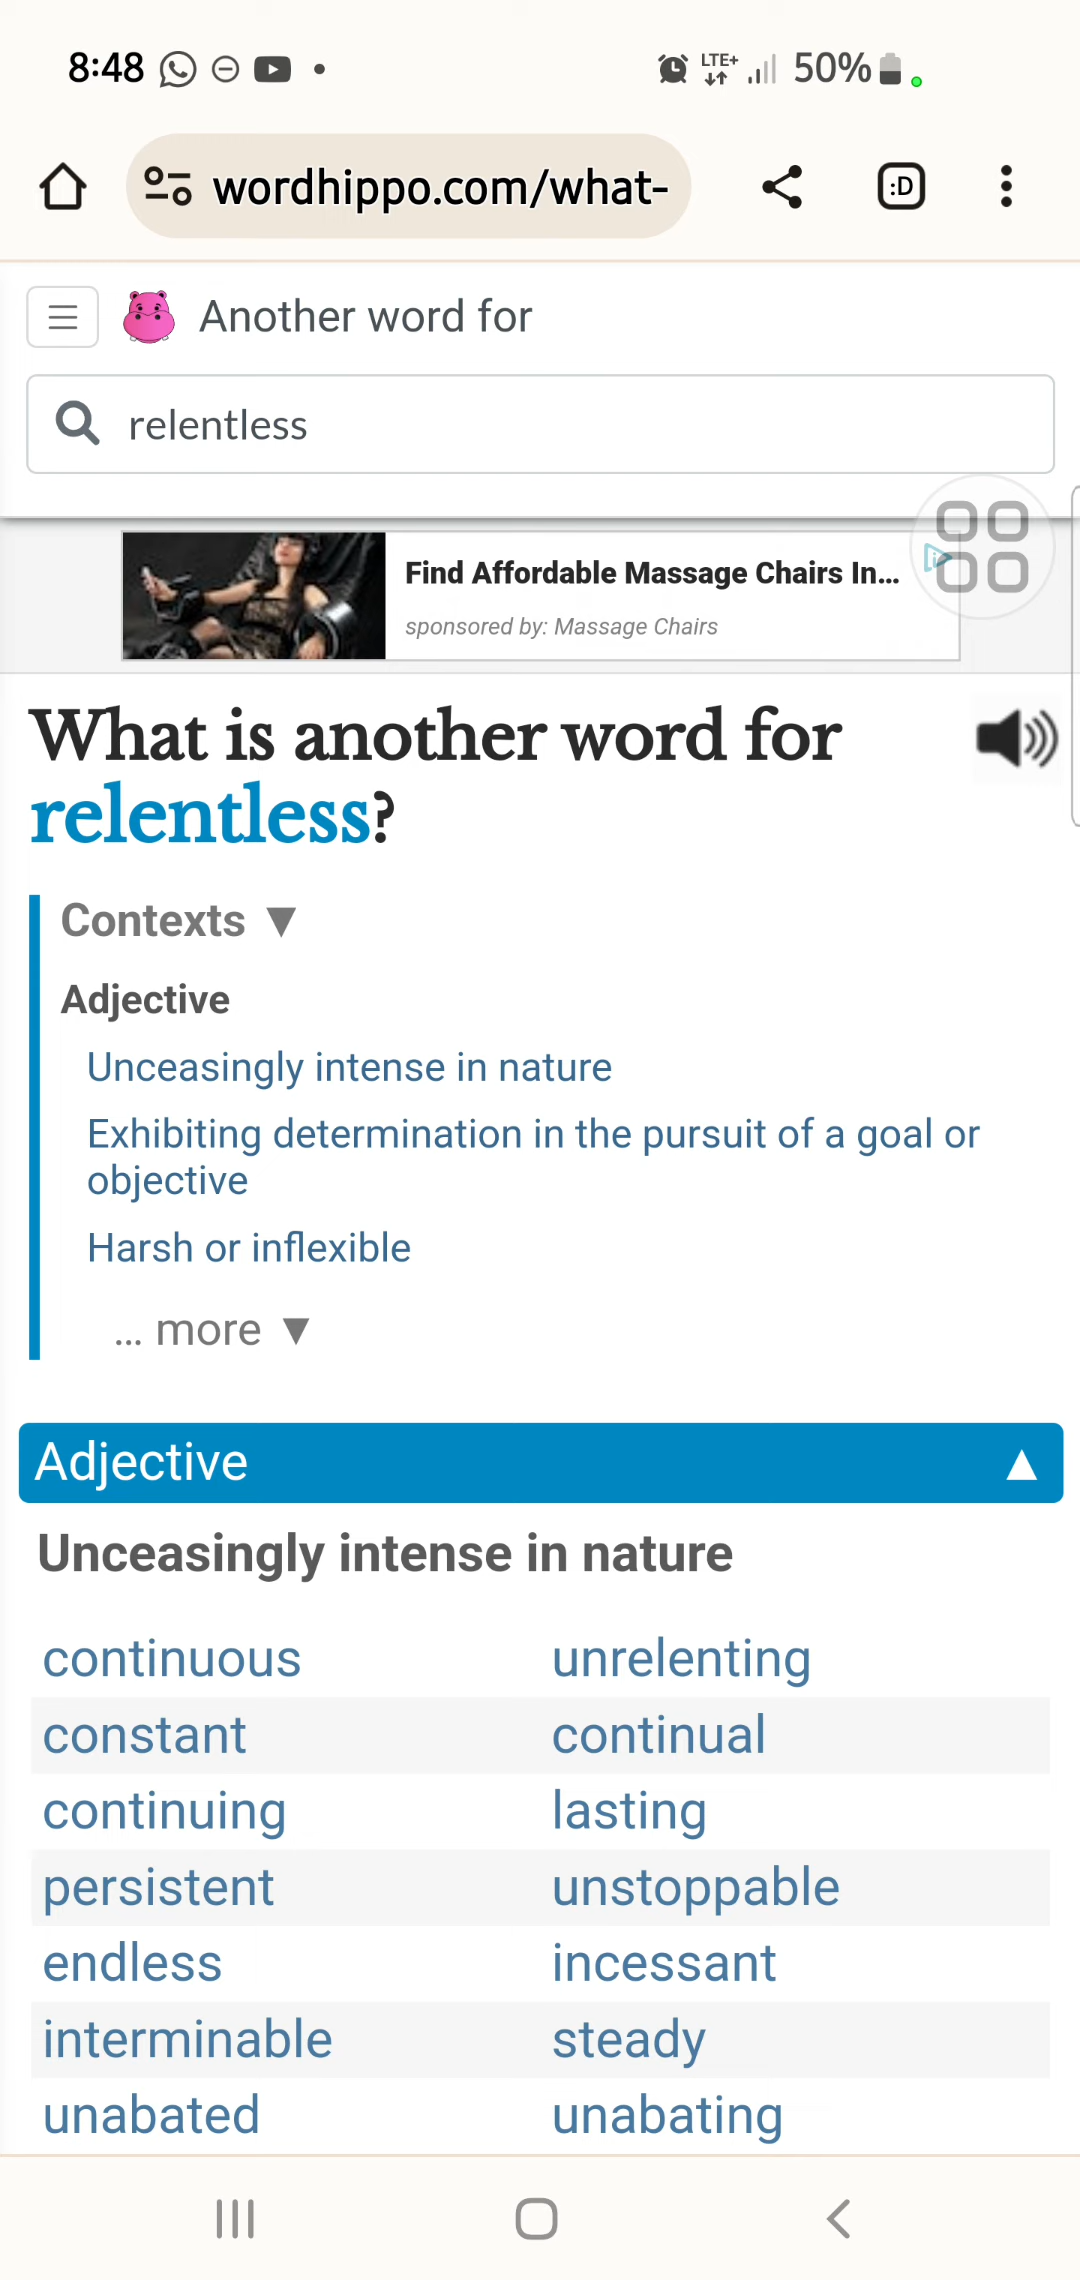 8:48
LTE+
50%
wordhippo.com/what-
:D
Another word for
relentless
Find Affordable Massage Chairs In...
sponsored by: Massage Chairs
What is another word for
relentless?
Contexts ▼
Adjective
Unceasingly intense in nature
Exhibiting determination in the pursuit of a goal or
objective
Harsh or inflexible
... more ▼
Adjective ▲
Unceasingly intense in nature
continuous unrelenting
constant continual
continuing lasting
persistent unstoppable
endless incessant
interminable steady
unabated unabating